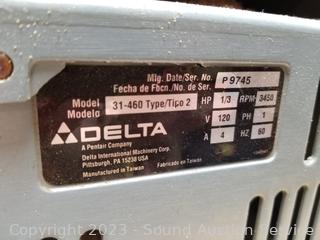 Mfg. Date/Ser. No. P 9745
Fecha de Fbcn./No. de Ser.
Model
Modelo 31-460 Type/Tipo 2 HP 1/3 RPM 3450
V 120 PH 1
A 4 HZ 60
DELTA
A Pentair Company
Delta International Machinery Corp.
Pittsburg, PA 15238 USA
Manufactured in Taiwan Fabricado en Taiwan
Copyright 2023 - Sound Auction Service